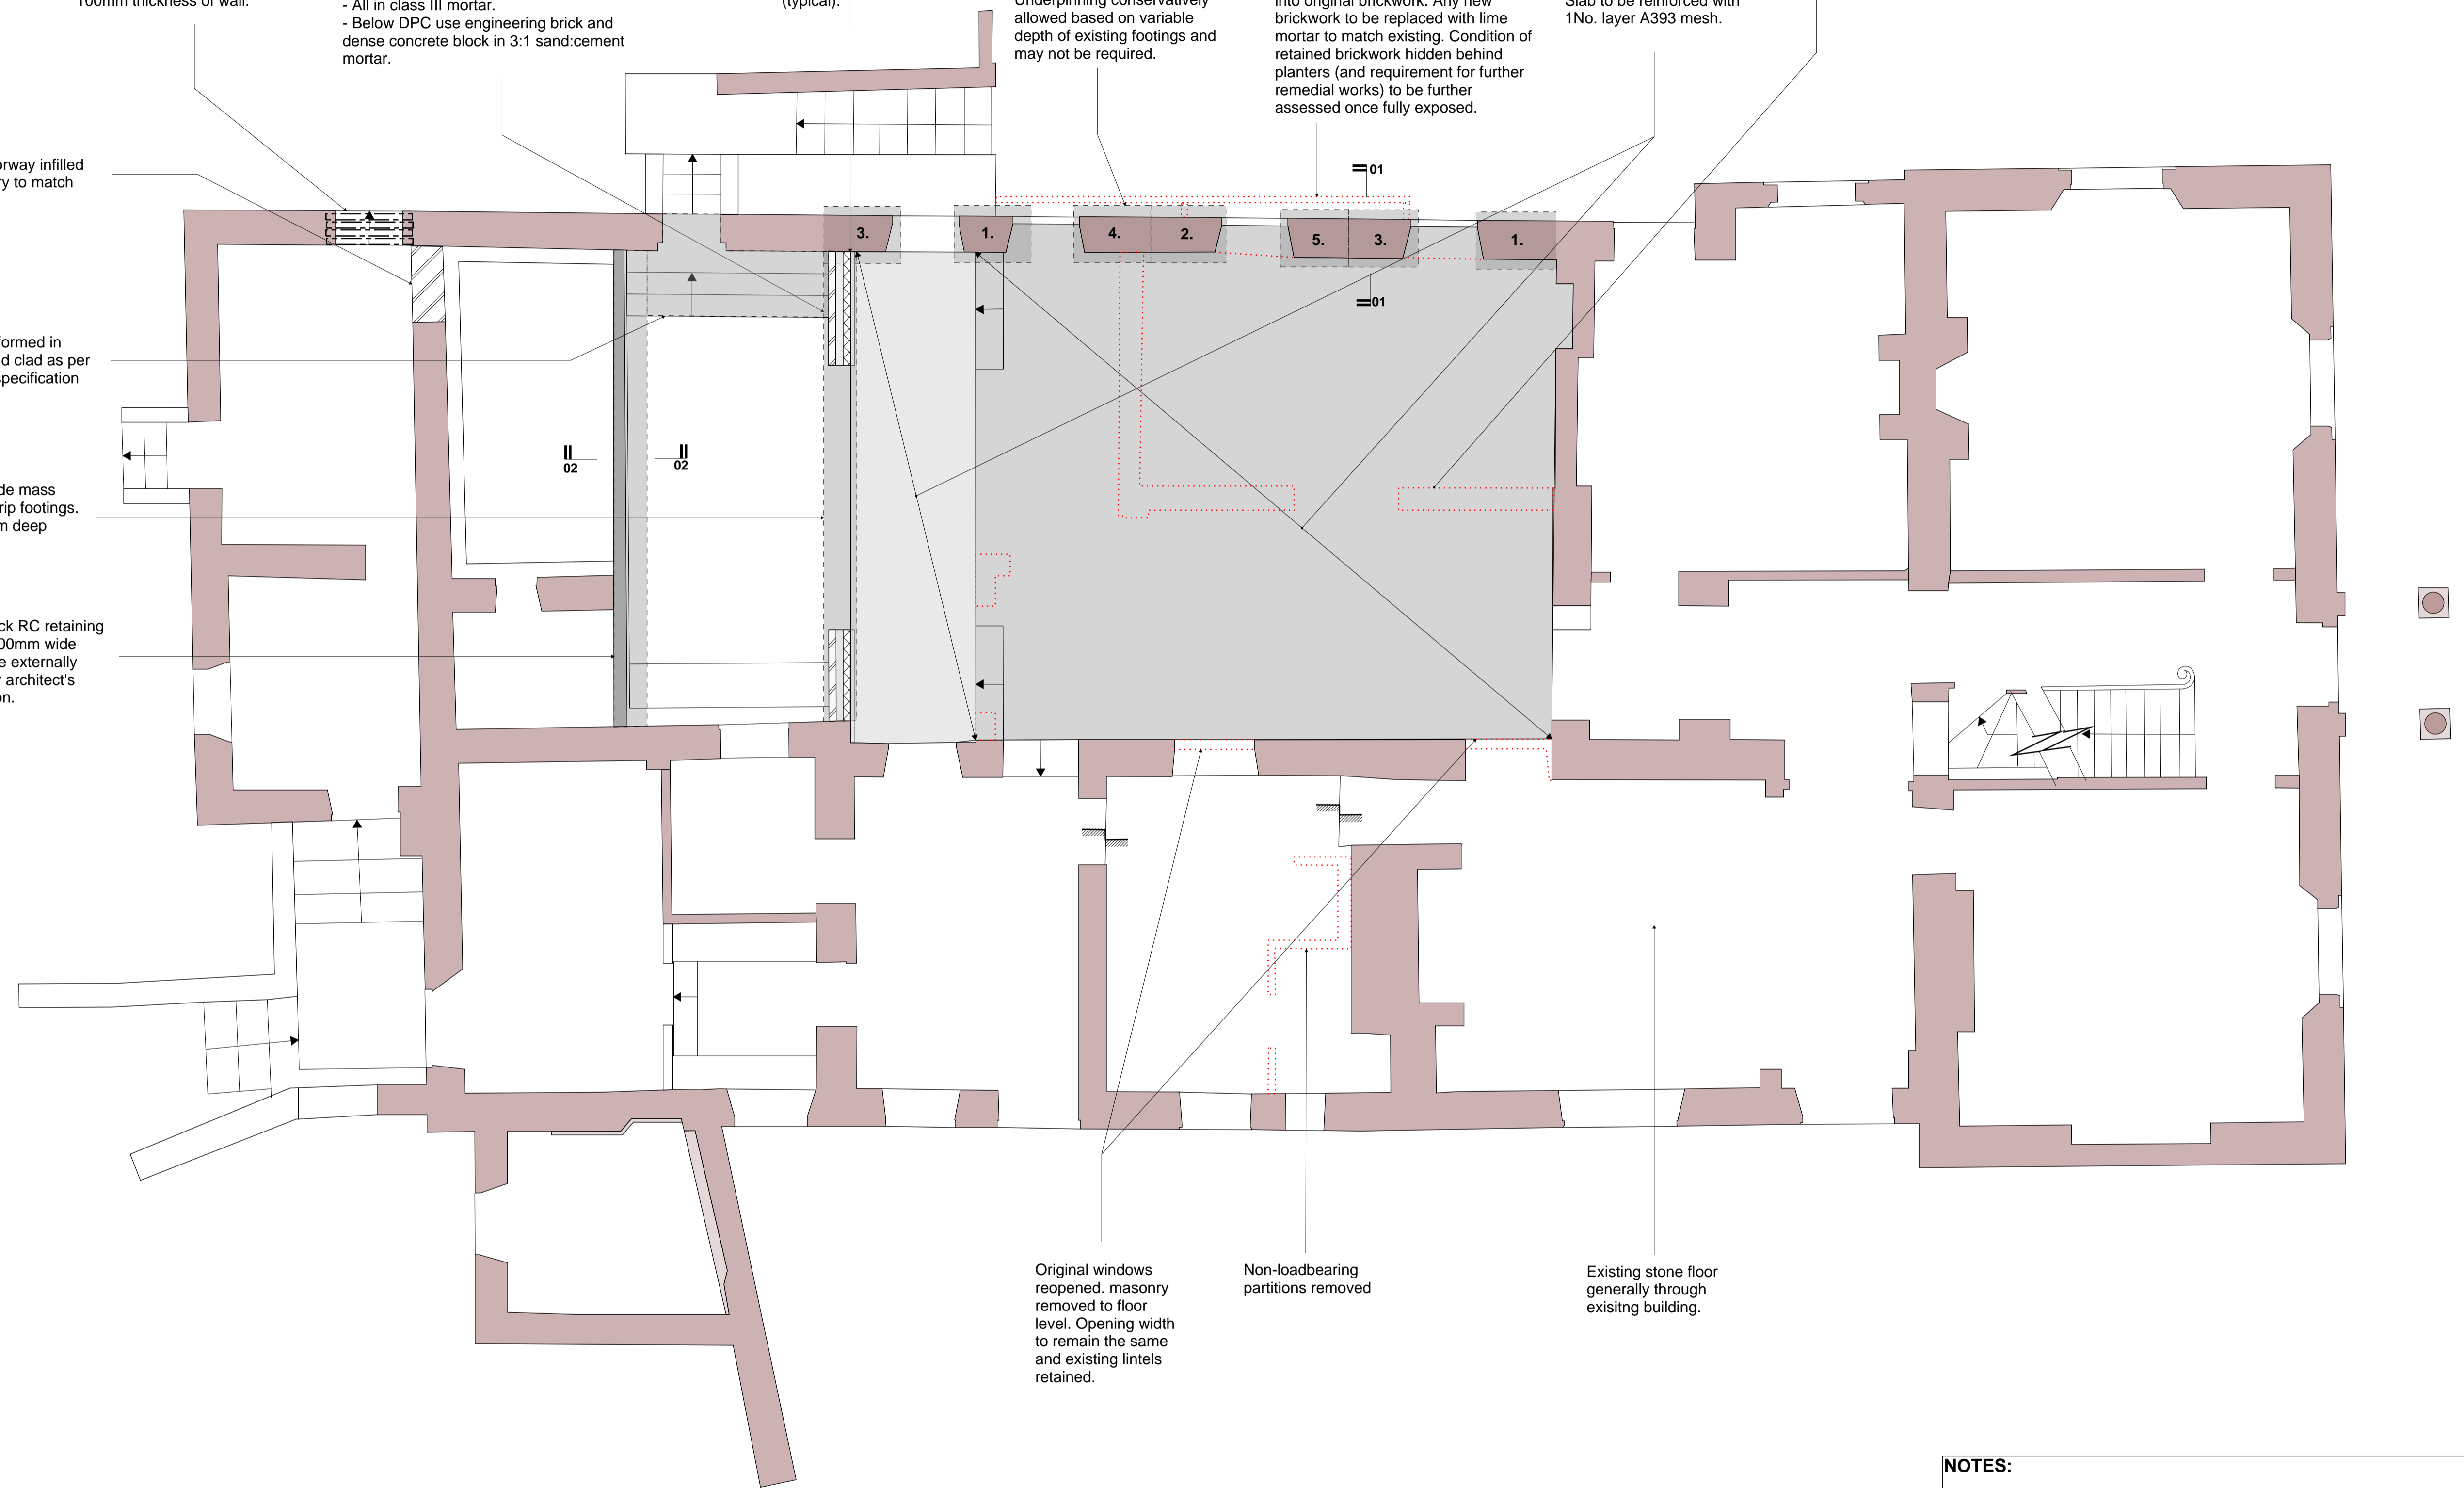 100mm thickness of wall.
- All in class III mortar.
- Below DPC use engineering brick and
dense concrete block in 3:1 sand:cement
mortar.
(typical).
Underpinning conservatively
allowed based on variable
depth of existing footings and
may not be required.
into original brickwork. Any new
brickwork to be replaced with lime
mortar to match existing. Condition of
retained brickwork hidden behind
planters (and requirement for further
remedial works) to be further
assessed once fully exposed.
Slab to be reinforced with
1No. layer A393 mesh.
infilled
to match
01
3.
1.
4.
2.
5.
3.
1.
01
formed in
clad as per
specification
02
02
mass
footings.
deep
RC retaining
wide
externally
architect's
Original windows
reopened. masonry
removed to floor
level. Opening width
to remain the same
and existing lintels
retained.
Non-loadbearing
partitions removed
Existing stone floor
generally through
exisitng building.
NOTES: